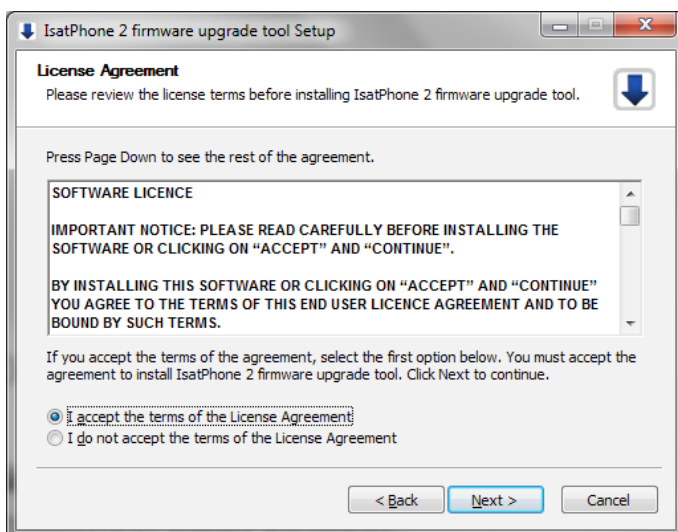 IsatPhone 2 firmware upgrade tool Setup
License Agreement
Please review the license terms before installing IsatPhone 2 firmware upgrade tool.
Press Page Down to see the rest of the agreement.
SOFTWARE LICENCE
IMPORTANT NOTICE: PLEASE READ CAREFULLY BEFORE INSTALLING THE
SOFTWARE OR CLICKING ON “ACCEPT” AND “CONTINUE”.
BY INSTALLING THIS SOFTWARE OR CLICKING ON “ACCEPT” AND “CONTINUE”
YOU AGREE TO THE TERMS OF THIS END USER LICENCE AGREEMENT AND TO BE
BOUND BY SUCH TERMS.
If you accept the terms of the agreement, select the first option below. You must accept the
agreement to install IsatPhone 2 firmware upgrade tool. Click Next to continue.
I accept the terms of the License Agreement
I do not accept the terms of the License Agreement
< Back
Next >
Cancel